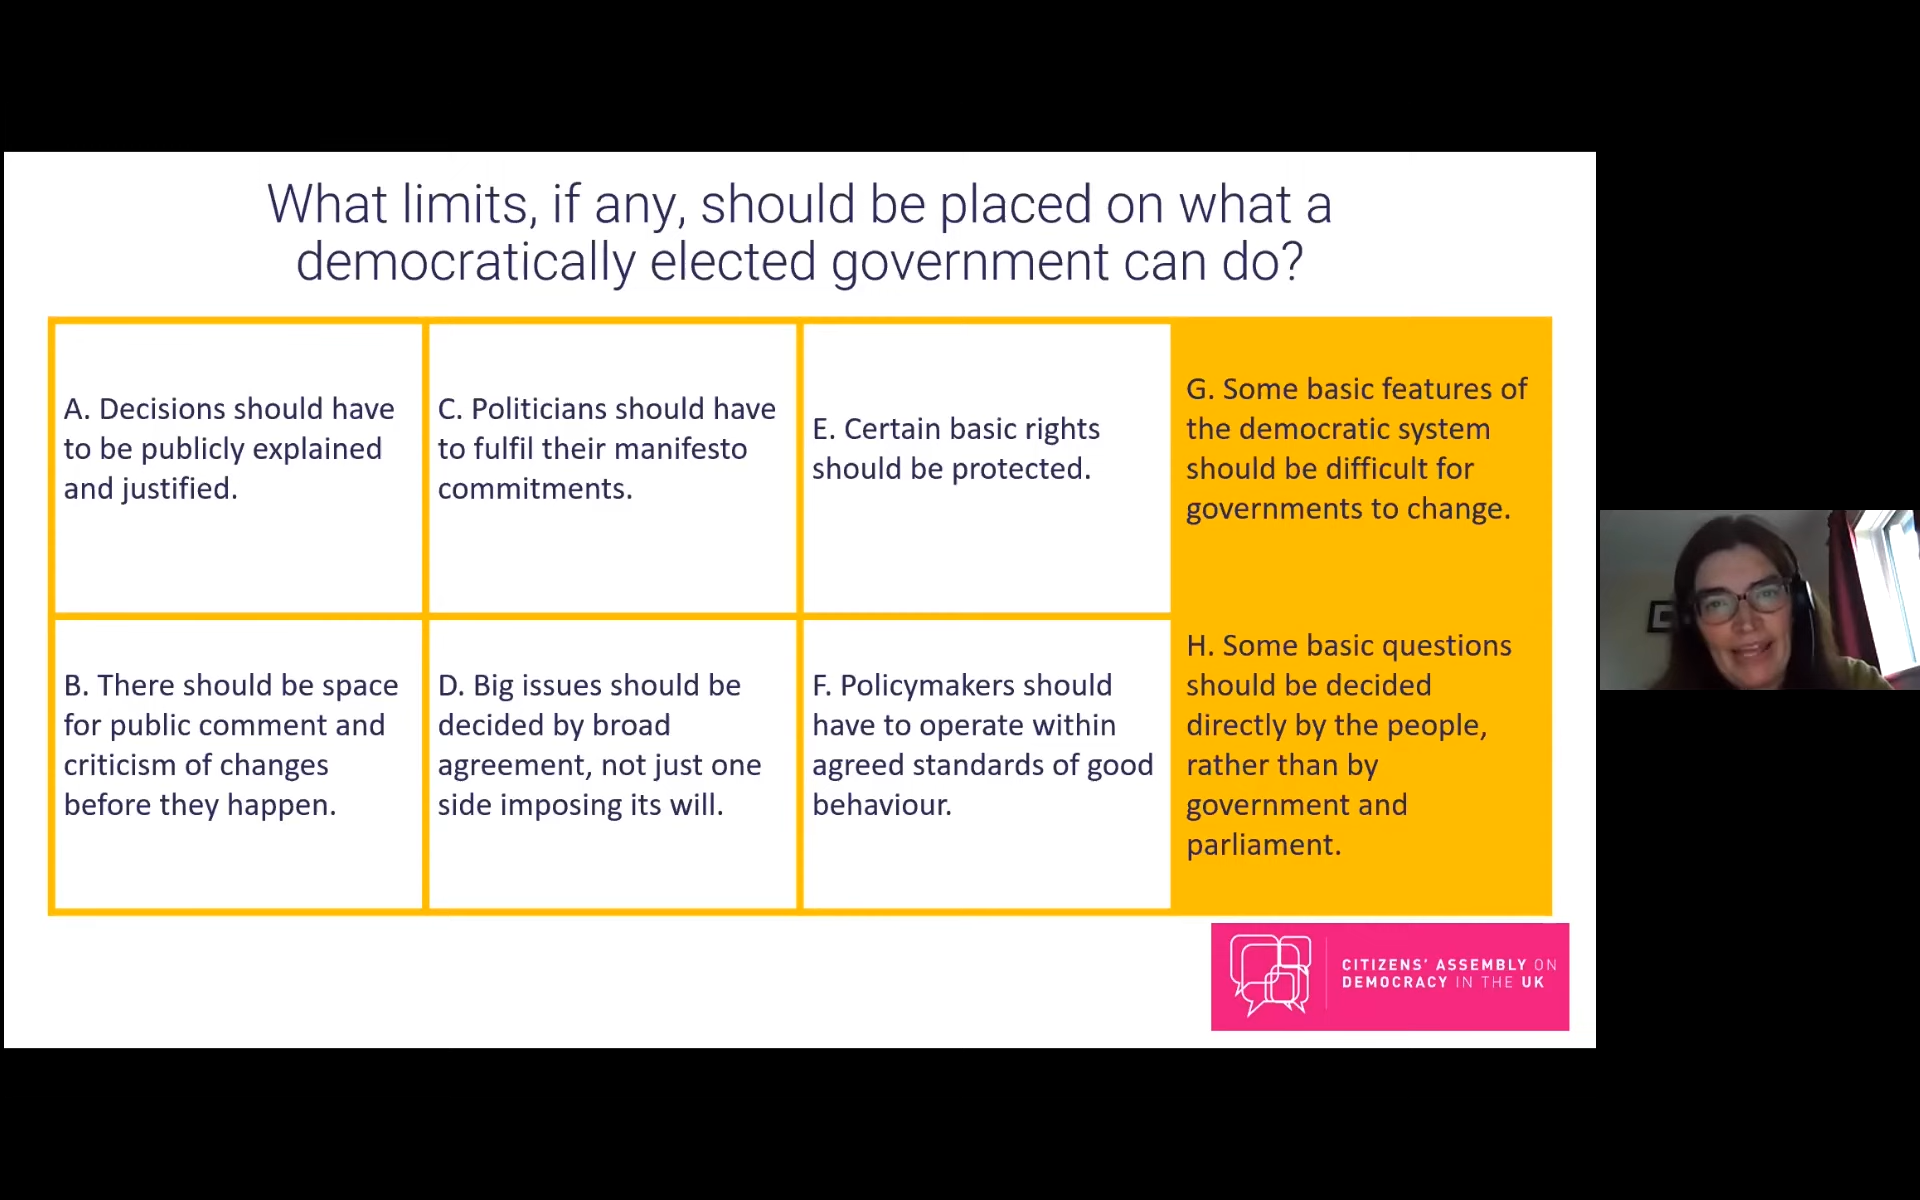 What limits, if any, should be placed on what a
democratically elected government can do?
A. Decisions should have
to be publicly explained
and justified.
C. Politicians should have
to fulfil their manifesto
commitments.
E. Certain basic rights
should be protected.
G. Some basic features of
the democratic system
should be difficult for
governments to change.
B. There should be space
for public comment and
criticism of changes
before they happen.
D. Big issues should be
decided by broad
agreement, not just one
side imposing its will.
F. Policymakers should
have to operate within
agreed standards of good
behaviour.
H. Some basic questions
should be decided
directly by the people,
rather than by
government and
parliament.
CITIZENS' ASSEMBLY ON
DEMOCRACY IN THE UK